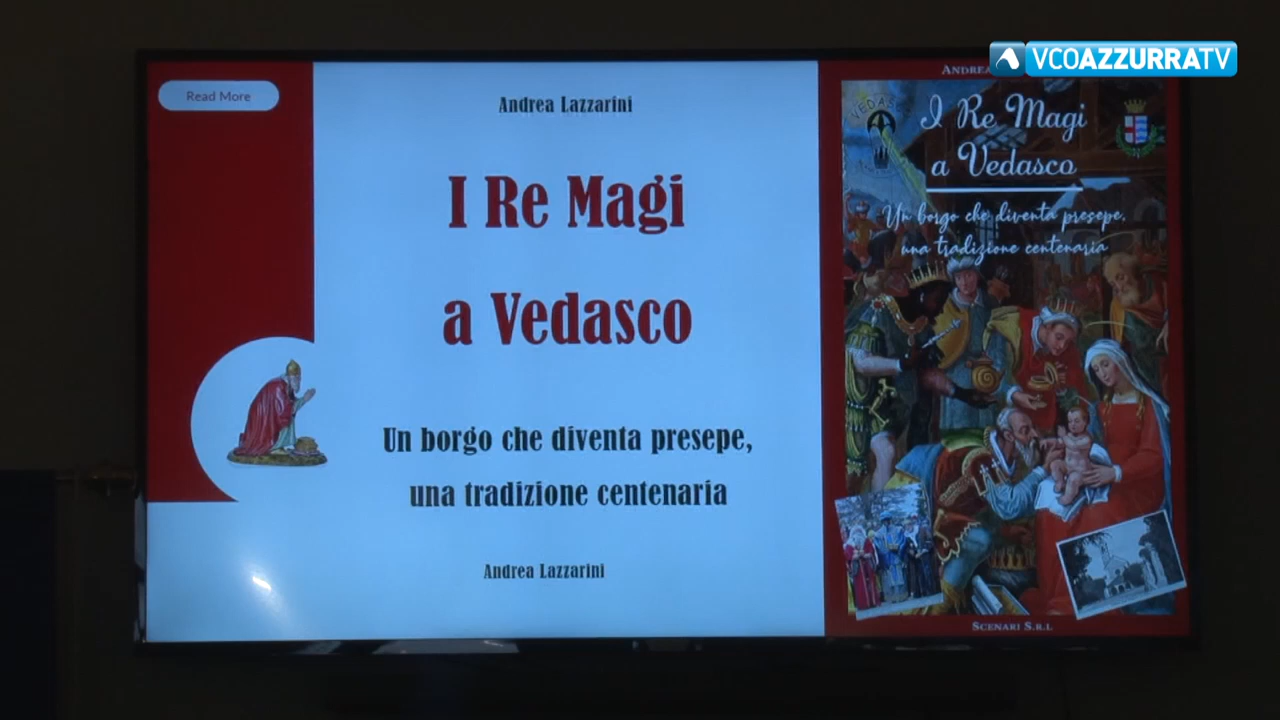 VCOAZZURRATV
Read More
Andrea Lazzarini
I Re Magi
a Vedasco
Un borgo che diventa presepe,
una tradizione centenaria
Andrea Lazzarini
ANDREA
I Re Magi
a Vedasco
Un borgo che diventa presepe,
una tradizione centenaria
SCENARI S.R.L